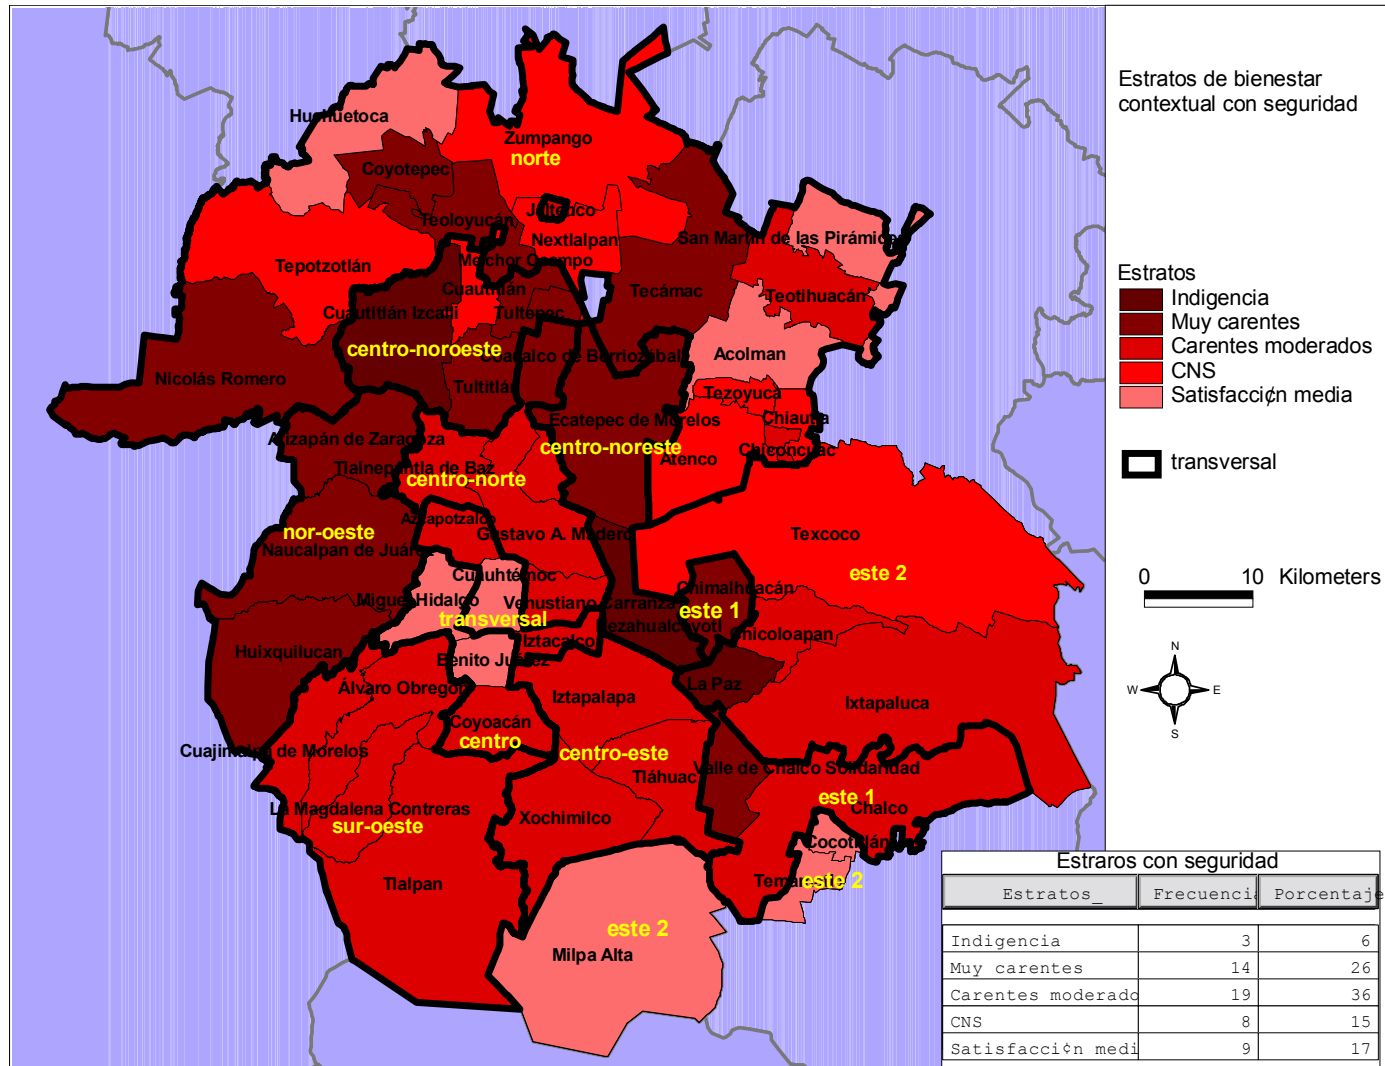 Estratos de bienestar
contextual con seguridad
Estratos
Indigencia
Muy carentes
Carentes moderados
CNS
Satisfacci¢n media
transversal
0 10 Kilometers
N
W E
S
Huehuetoca
Zumpango
norte
Coyotepec
Teoloyucán
Jaltenco
Nextlalpan
San Martín de las Pirámides
Tepotzotlán
Melchor Ocampo
Cuautitlán
Tecámac
Teotihuacán
Cuautitlán Izcalli
Tultepec
centro-noroeste
Coacalco de Berriozábal
Acolman
Nicolás Romero
Tultitlán
Tezoyuca
Ecatepec de Morelos
Chiautla
Atizapán de Zaragoza
centro-noreste
Chiconcuac
Atenco
Tlalnepantla de Baz
centro-norte
Azcapotzalco
nor-oeste
Gustavo A. Madero
Texcoco
Naucalpan de Juárez
este 2
Cuauhtémoc
Chimalhuacán
Miguel Hidalgo
Venustiano Carranza
este 1
transversal
Nezahualcóyotl
Chicoloapan
Iztacalco
Huixquilucan
Benito Juárez
La Paz
Álvaro Obregón
Iztapalapa
Ixtapaluca
Coyoacán
centro
Cuajimalpa de Morelos
centro-este
Tláhuac
Valle de Chalco Solidaridad
este 1
Chalco
La Magdalena Contreras
sur-oeste
Xochimilco
Cocotitlán
Tlalpan
Temamatla
este 2
este 2
Milpa Alta
Estraros con seguridad
Estratos_ Frecuencia Porcentaje
Indigencia 3 6
Muy carentes 14 26
Carentes moderado 19 36
CNS 8 15
Satisfacci¢n medi 9 17